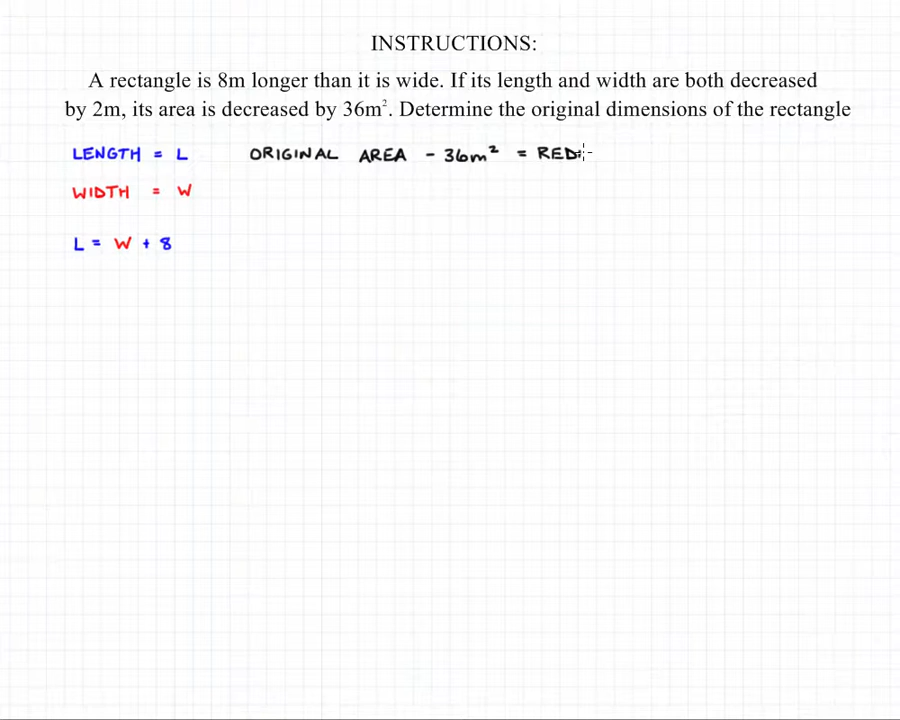 INSTRUCTIONS:
A rectangle is 8m longer than it is wide. If its length and width are both decreased
by 2m, its area is decreased by 36m². Determine the original dimensions of the rectangle
LENGTH = L
ORIGINAL AREA - 36m² = RED
WIDTH = W
L = W + 8